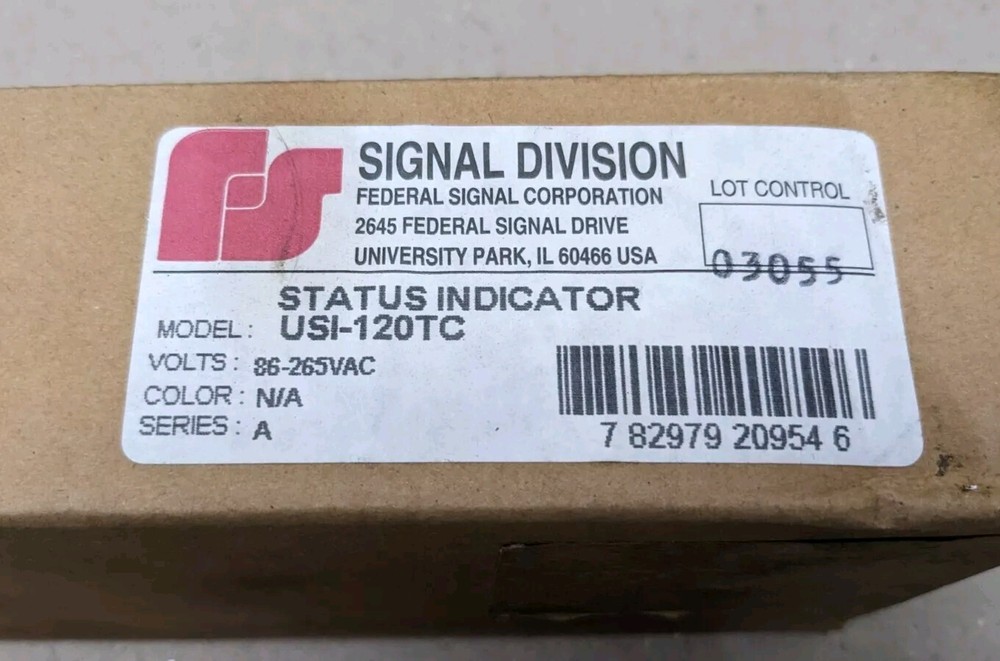 FS
SIGNAL DIVISION
FEDERAL SIGNAL CORPORATION
2645 FEDERAL SIGNAL DRIVE
UNIVERSITY PARK, IL 60466 USA
LOT CONTROL
03055
STATUS INDICATOR
MODEL: USI-120TC
VOLTS: 86-265VAC
COLOR: N/A
SERIES: A
7 82979 20954 6